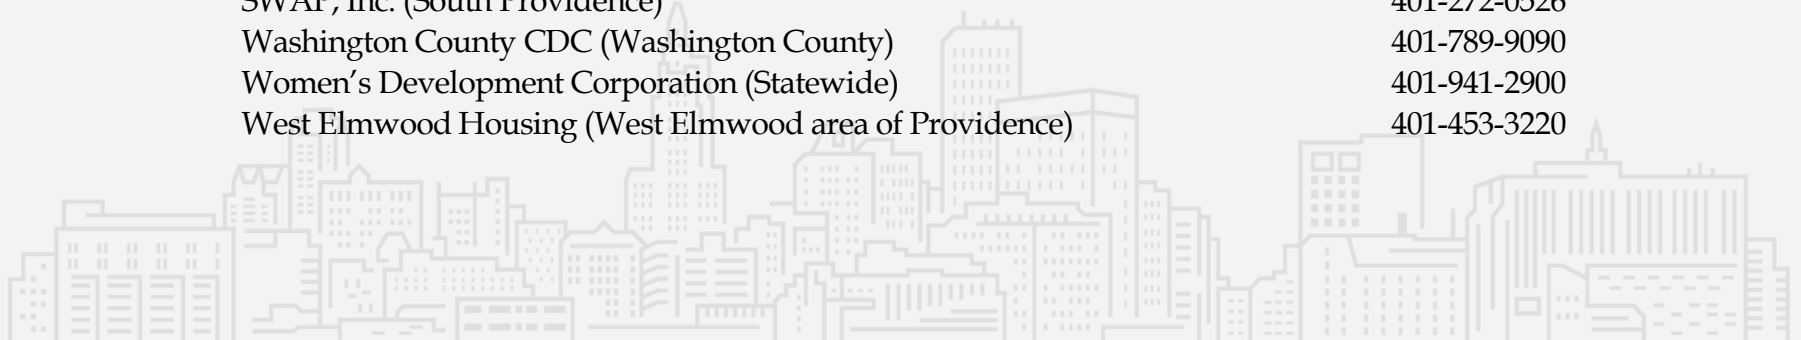 SWAP, Inc. (South Providence) 401-272-0526
Washington County CDC (Washington County) 401-789-9090
Women’s Development Corporation (Statewide) 401-941-2900
West Elmwood Housing (West Elmwood area of Providence) 401-453-3220